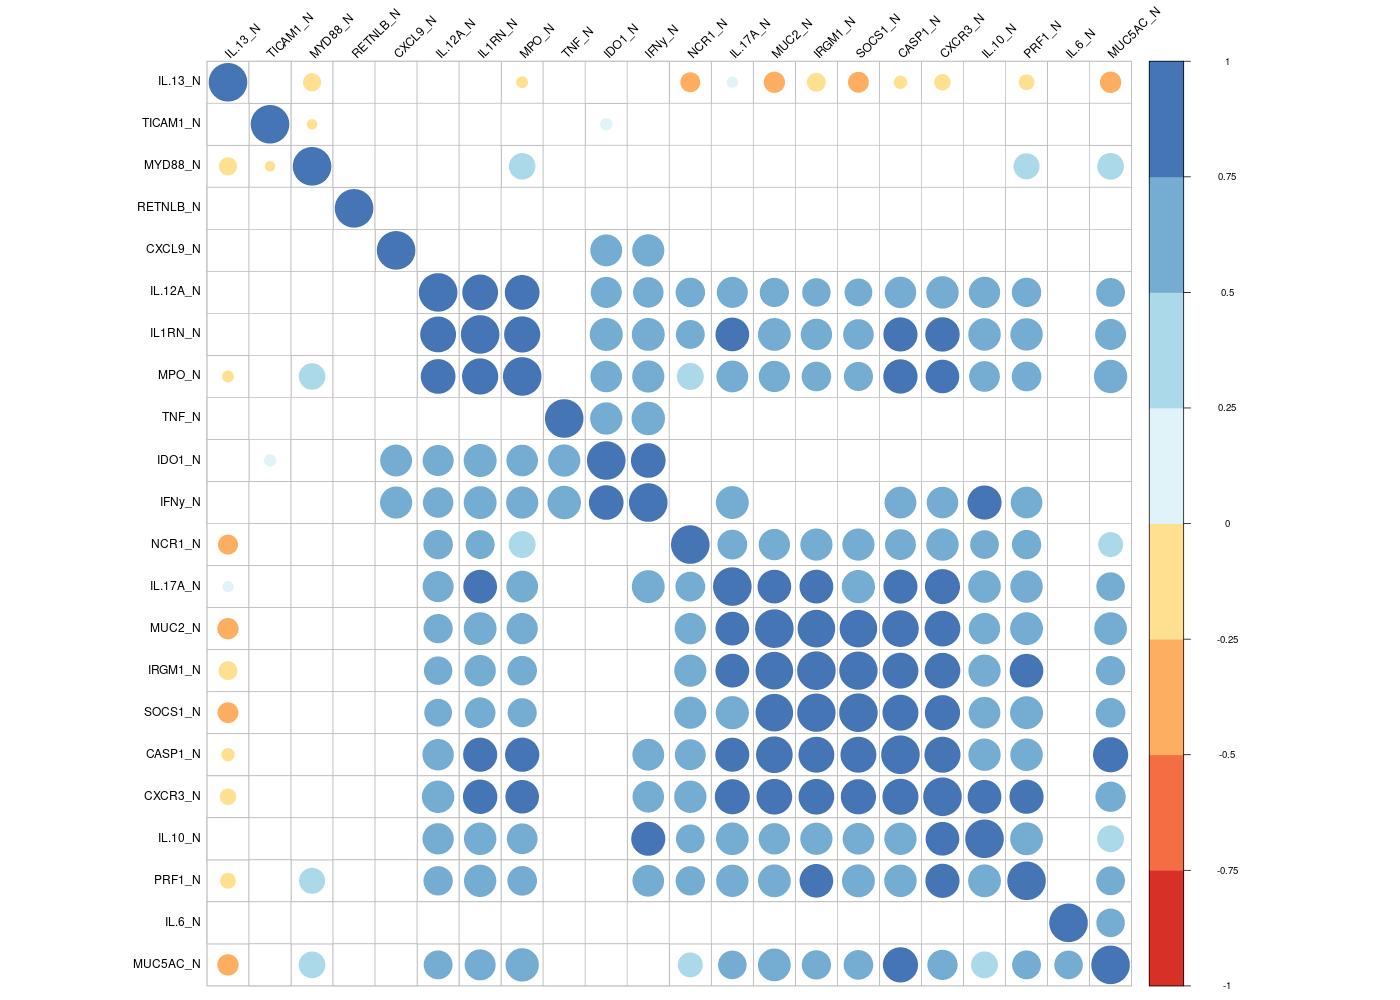 IL.13_N
TICAM1_N
MYD88_N
RETNLB_N
CXCL9_N
IL.12A_N
IL1RN_N
MPO_N
TNF_N
IDO1_N
IFNy_N
NCR1_N
IL.17A_N
MUC2_N
IRGM1_N
SOCS1_N
CASP1_N
CXCR3_N
IL.10_N
PRF1_N
IL.6_N
MUC5AC_N
IL.13_N
TICAM1_N
MYD88_N
RETNLB_N
CXCL9_N
IL.12A_N
IL1RN_N
MPO_N
TNF_N
IDO1_N
IFNy_N
NCR1_N
IL.17A_N
MUC2_N
IRGM1_N
SOCS1_N
CASP1_N
CXCR3_N
IL.10_N
PRF1_N
IL.6_N
MUC5AC_N
1
0.75
0.5
0.25
0
-0.25
-0.5
-0.75
-1